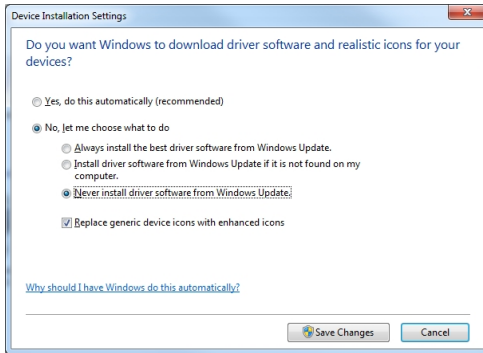 Device Installation Settings
Do you want Windows to download driver software and realistic icons for your
devices?
Yes, do this automatically (recommended)
No, let me choose what to do
Always install the best driver software from Windows Update.
Install driver software from Windows Update if it is not found on my
computer.
Never install driver software from Windows Update.
Replace generic device icons with enhanced icons
Why should I have Windows do this automatically?
Save Changes
Cancel